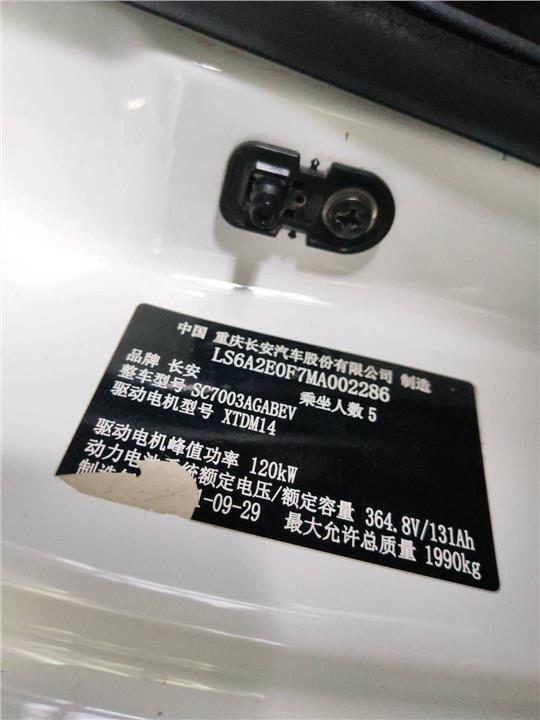 中国 重庆长安汽车股份有限公司 制造
LS6A2E0F7MA002286
品牌 长安 乘坐人数 5
整车型号 SC7003AGABEV
驱动电机型号 XTDM14
驱动电机峰值功率 120kW
动力电池系统额定电压/额定容量 364.8V/131Ah
制造 1-09-29 最大允许总质量 1990kg